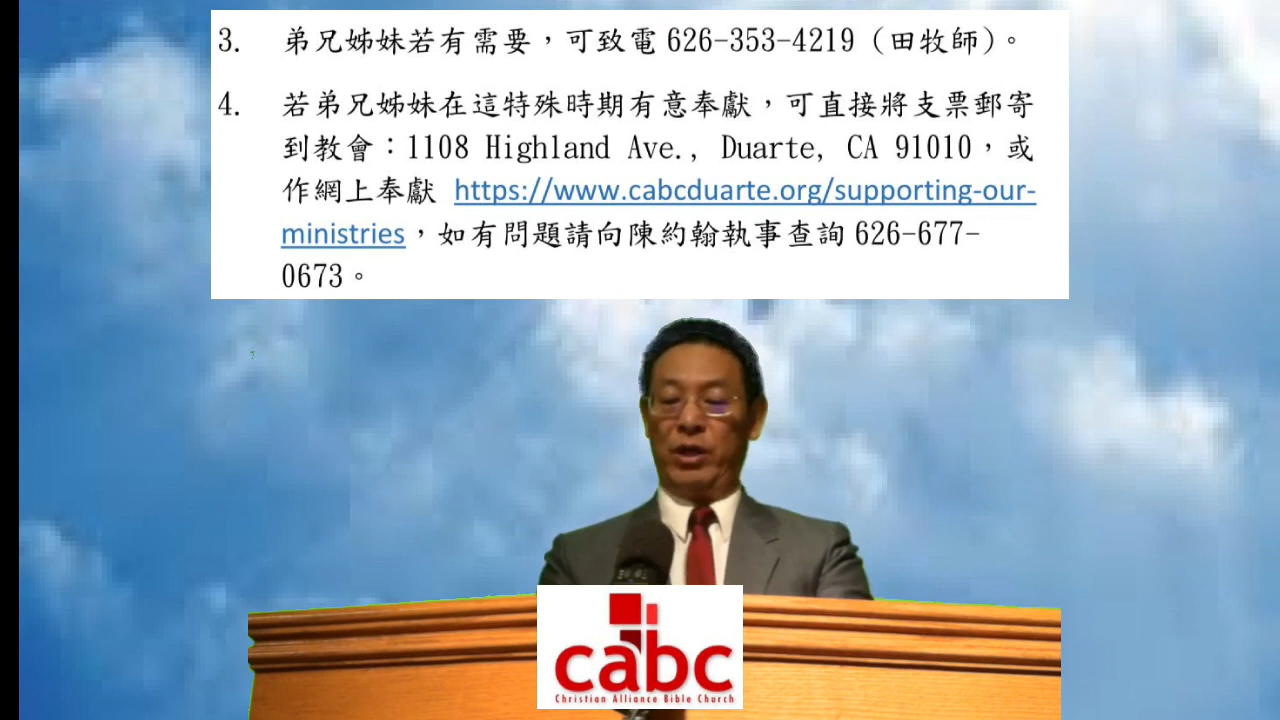 3. 弟兄姊妹若有需要，可致電 626-353-4219 (田牧師)。
4. 若弟兄姊妹在這特殊時期有意奉獻，可直接將支票郵寄
到教會：1108 Highland Ave., Duarte, CA 91010，或
作網上奉獻 https://www.cabcduarte.org/supporting-our-
ministries，如有問題請向陳約翰執事查詢 626-677-
0673。
cabc
Christian Alliance Bible Church